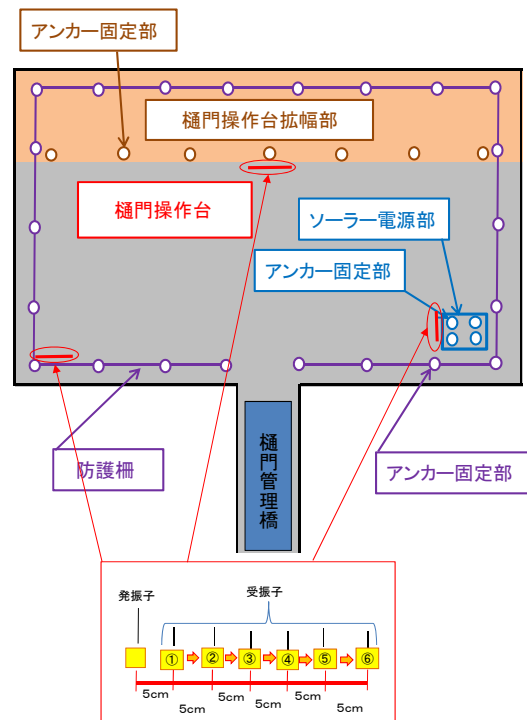 アンカー固定部
樋門操作台拡幅部
樋門操作台
ソーラー電源部
アンカー固定部
防護柵
アンカー固定部
樋門管理橋
発振子
受振子
① ② ③ ④ ⑤ ⑥
5cm 5cm 5cm
5cm 5cm 5cm